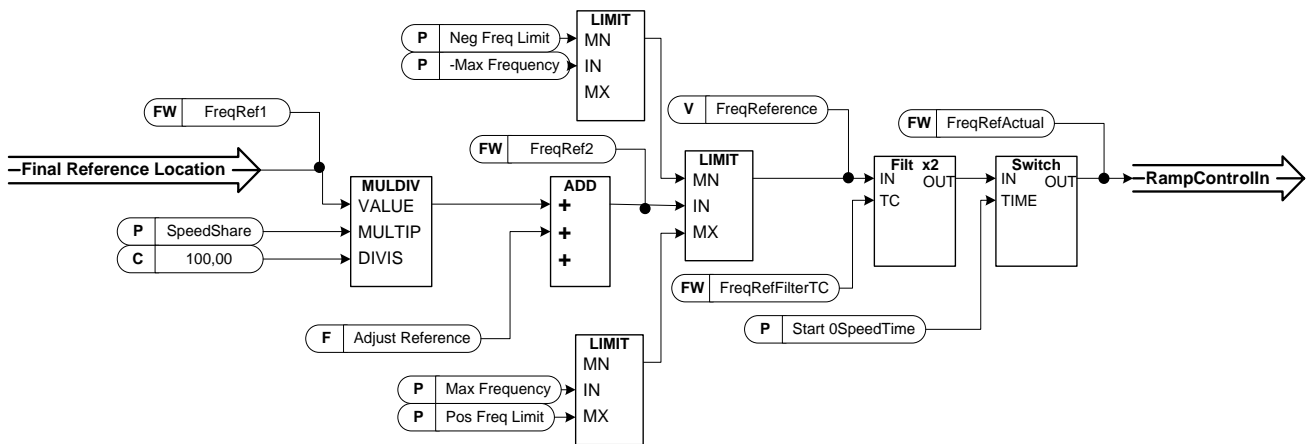 LIMIT
P Neg Freq Limit
MN
P -Max Frequency
IN
MX
FW FreqRef1
V FreqReference
FW FreqRefActual
Final Reference Location
FW FreqRef2
LIMIT
MN
IN
MX
Filt x2
IN OUT
TC
Switch
IN OUT
TIME
RampControlIn
MULDIV
VALUE
MULTIP
DIVIS
ADD
+
+
+
P SpeedShare
C 100,00
FW FreqRefFilterTC
F Adjust Reference
P Start 0SpeedTime
LIMIT
MN
P Max Frequency
IN
P Pos Freq Limit
MX